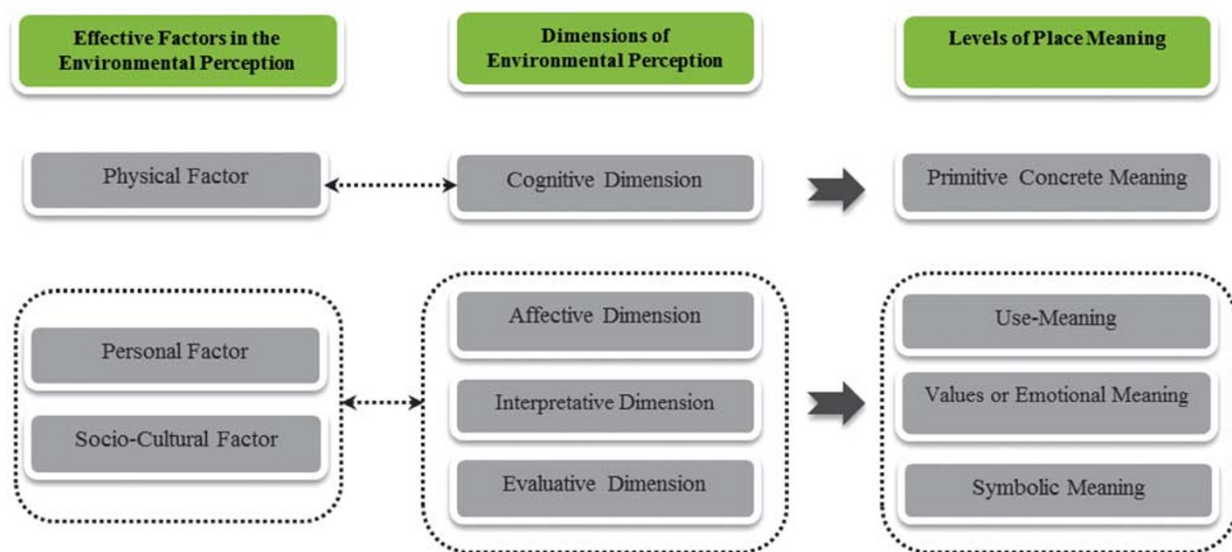 Effective Factors in the
Environmental Perception
Dimensions of
Environmental Perception
Levels of Place Meaning
Physical Factor
Cognitive Dimension
Primitive Concrete Meaning
Personal Factor
Socio-Cultural Factor
Affective Dimension
Interpretative Dimension
Evaluative Dimension
Use-Meaning
Values or Emotional Meaning
Symbolic Meaning